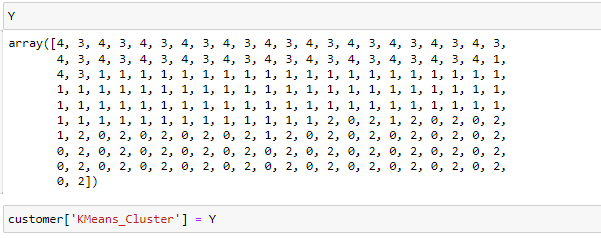 Y
array([4, 3, 4, 3, 4, 3, 4, 3, 4, 3, 4, 3, 4, 3, 4, 3, 4, 3, 4, 3, 4, 3,
4, 3, 4, 3, 4, 3, 4, 3, 4, 3, 4, 3, 4, 3, 4, 3, 4, 3, 4, 3, 4, 1,
4, 3, 1, 1, 1, 1, 1, 1, 1, 1, 1, 1, 1, 1, 1, 1, 1, 1, 1, 1, 1, 1,
1, 1, 1, 1, 1, 1, 1, 1, 1, 1, 1, 1, 1, 1, 1, 1, 1, 1, 1, 1, 1, 1,
1, 1, 1, 1, 1, 1, 1, 1, 1, 1, 1, 1, 1, 1, 1, 1, 1, 1, 1, 1, 1, 1,
1, 1, 1, 1, 1, 1, 1, 1, 1, 1, 1, 1, 1, 2, 0, 2, 1, 2, 0, 2, 0, 2,
1, 2, 0, 2, 0, 2, 0, 2, 0, 2, 1, 2, 0, 2, 0, 2, 0, 2, 0, 2, 0, 2,
0, 2, 0, 2, 0, 2, 0, 2, 0, 2, 0, 2, 0, 2, 0, 2, 0, 2, 0, 2, 0, 2,
0, 2, 0, 2, 0, 2, 0, 2, 0, 2, 0, 2, 0, 2, 0, 2, 0, 2, 0, 2, 0, 2,
0, 2])
customer['KMeans_Cluster'] = Y